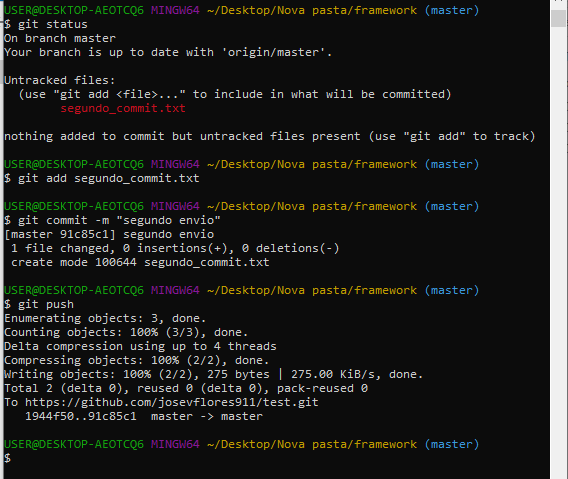 USER@DESKTOP-AEOTCQ6 MINGW64 ~/Desktop/Nova pasta/framework (master)
$ git status
On branch master
Your branch is up to date with 'origin/master'.
Untracked files:
(use "git add <file>..." to include in what will be committed)
segundo_commit.txt
nothing added to commit but untracked files present (use "git add" to track)
USER@DESKTOP-AEOTCQ6 MINGW64 ~/Desktop/Nova pasta/framework (master)
$ git add segundo_commit.txt
USER@DESKTOP-AEOTCQ6 MINGW64 ~/Desktop/Nova pasta/framework (master)
$ git commit -m "segundo envio"
[master 91c85c1] segundo envio
1 file changed, 0 insertions(+), 0 deletions(-)
create mode 100644 segundo_commit.txt
USER@DESKTOP-AEOTCQ6 MINGW64 ~/Desktop/Nova pasta/framework (master)
$ git push
Enumerating objects: 3, done.
Counting objects: 100% (3/3), done.
Delta compression using up to 4 threads
Compressing objects: 100% (2/2), done.
Writing objects: 100% (2/2), 275 bytes | 275.00 KiB/s, done.
Total 2 (delta 0), reused 0 (delta 0), pack-reused 0
To https://github.com/josevflores911/test.git
1944f50..91c85c1  master -> master
USER@DESKTOP-AEOTCQ6 MINGW64 ~/Desktop/Nova pasta/framework (master)
$